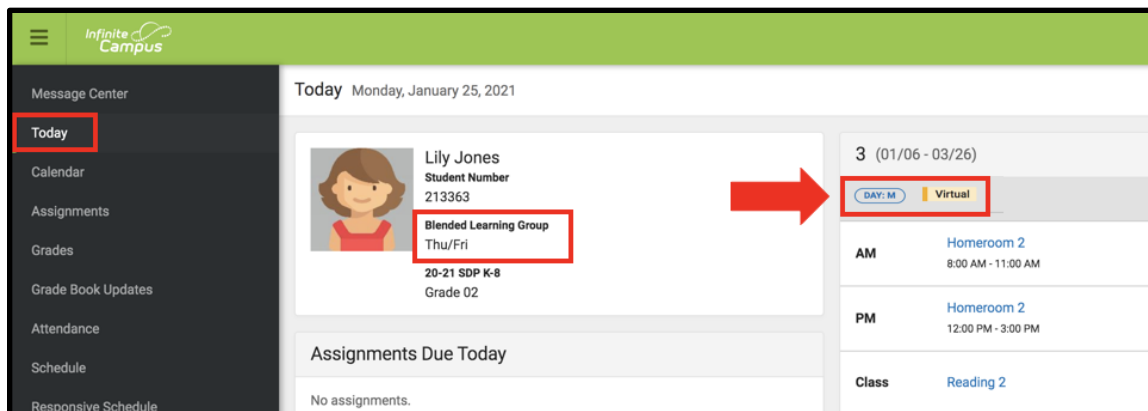 Infinite
Campus
Message Center
Today
Calendar
Assignments
Grades
Grade Book Updates
Attendance
Schedule
Responsive Schedule
Today Monday, January 25, 2021
Lily Jones
Student Number
213363
Blended Learning Group
Thu/Fri
20-21 SDP K-8
Grade 02
Assignments Due Today
No assignments.
3 (01/06 - 03/26)
DAY: M Virtual
AM Homeroom 2
8:00 AM - 11:00 AM
PM Homeroom 2
12:00 PM - 3:00 PM
Class Reading 2